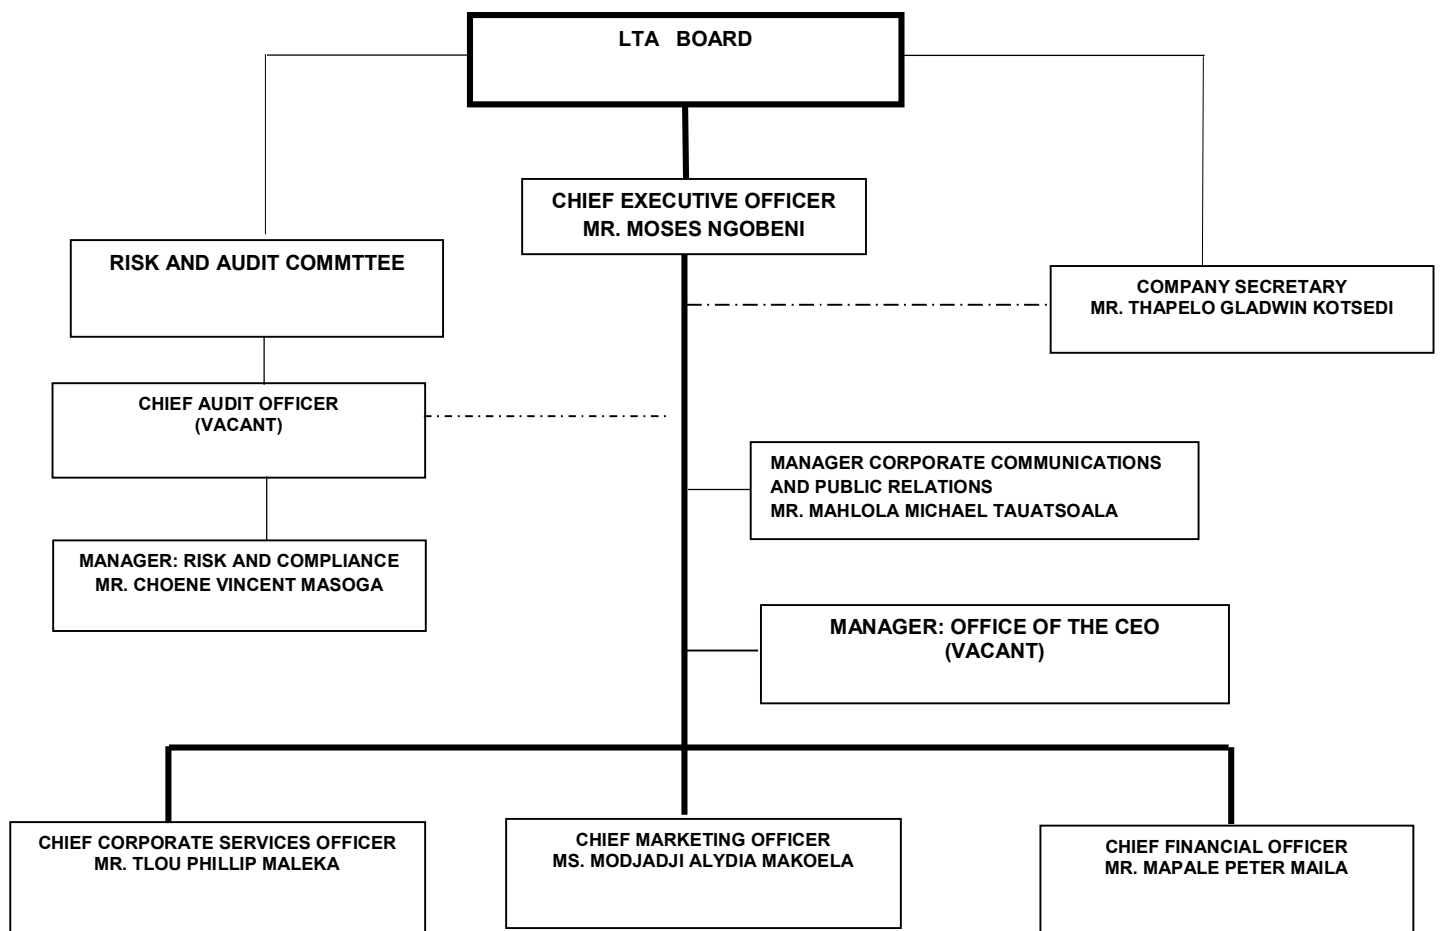 LTA BOARD
CHIEF EXECUTIVE OFFICER
MR. MOSES NGOBENI
RISK AND AUDIT COMMTTEE
COMPANY SECRETARY
MR. THAPELO GLADWIN KOTSEDI
CHIEF AUDIT OFFICER
(VACANT)
MANAGER CORPORATE COMMUNICATIONS
AND PUBLIC RELATIONS
MR. MAHLOLA MICHAEL TAUATSOALA
MANAGER: RISK AND COMPLIANCE
MR. CHOENE VINCENT MASOGA
MANAGER: OFFICE OF THE CEO
(VACANT)
CHIEF CORPORATE SERVICES OFFICER
MR. TLOU PHILLIP MALEKA
CHIEF MARKETING OFFICER
MS. MODJADJI ALYDIA MAKOELA
CHIEF FINANCIAL OFFICER
MR. MAPALE PETER MAILA